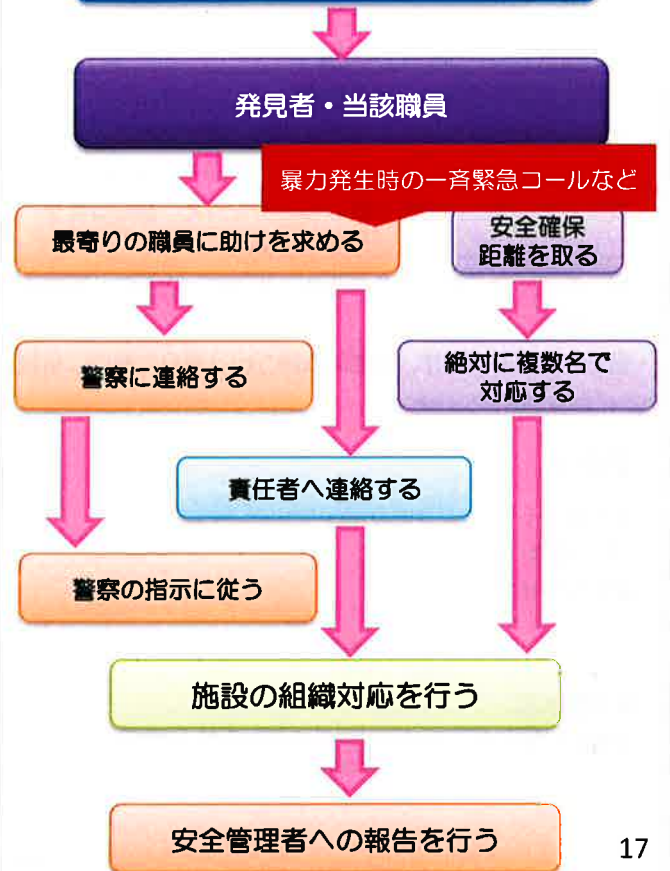 発見者・当該職員
暴力発生時の一斉緊急コールなど
最寄りの職員に助けを求める
安全確保
距離を取る
警察に連絡する
絶対に複数名で
対応する
責任者へ連絡する
警察の指示に従う
施設の組織対応を行う
安全管理者への報告を行う
17